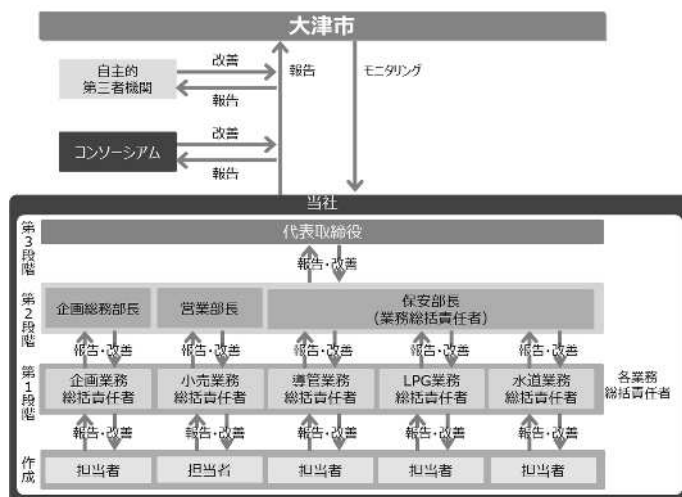 大津市
改善
自主的
第三者機関
報告
報告
モニタリング
改善
コンソーシアム
報告
当社
第3段階
代表取締役
報告・改善
第2段階
企画総務部長
営業部長
保安部長
(業務総括責任者)
報告・改善
報告・改善
報告・改善
報告・改善
報告・改善
第1段階
企画業務
総括責任者
小売業務
総括責任者
導管業務
総括責任者
LPG業務
総括責任者
水道業務
総括責任者
各業務
総括責任者
報告・改善
報告・改善
報告・改善
報告・改善
報告・改善
作成
担当者
担当者
担当者
担当者
担当者